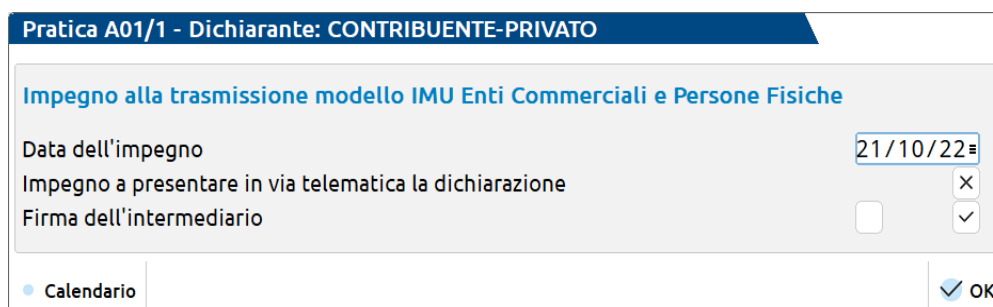 Pratica A01/1 - Dichiarante: CONTRIBUENTE-PRIVATO
Impegno alla trasmissione modello IMU Enti Commerciali e Persone Fisiche
Data dell'impegno 21/10/22
Impegno a presentare in via telematica la dichiarazione
Firma dell'intermediario
Calendario OK